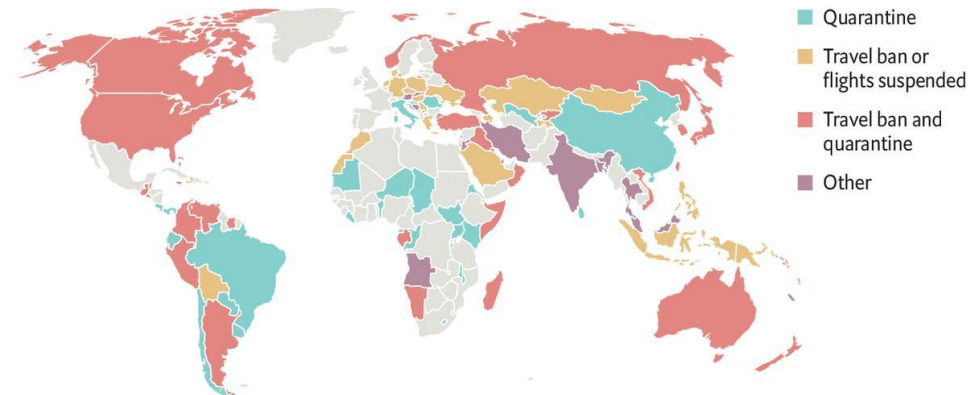 Quarantine
Travel ban or
flights suspended
Travel ban and
quarantine
Other